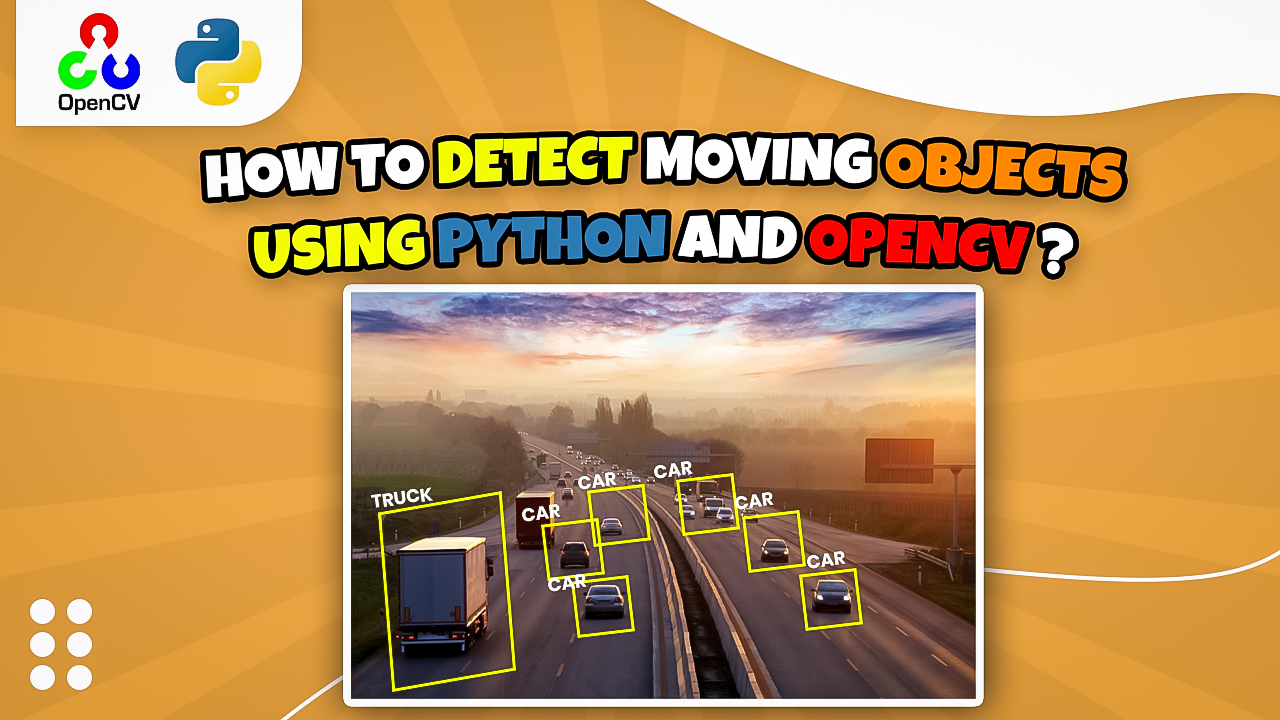 OpenCV
HOW TO DETECT MOVING OBJECTS
USING PYTHON AND OPENCV ?
TRUCK
CAR
CAR
CAR
CAR
CAR
CAR